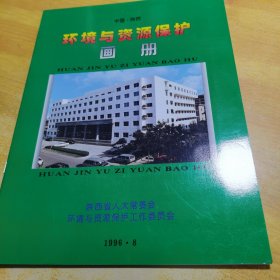 中国·陕西
环境与资源保护
画册
HUAN JIN YU ZI YUAN BAO HU
HUAN JIN YU ZI YUAN BAO HU
陕西省人大常委会
环境与资源保护工作委员会
1996·8